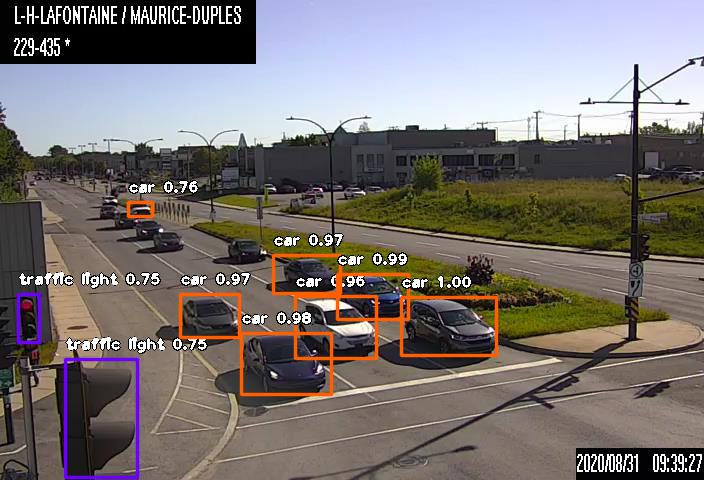 L-H-LAFONTAINE / MAURICE-DUPLES
229-435 *
car 0.76
car 0.97
car 0.99
traffic light 0.75
car 0.97
car 0.96
car 1.00
car 0.98
traffic light 0.75
2020/08/31 09:39:27